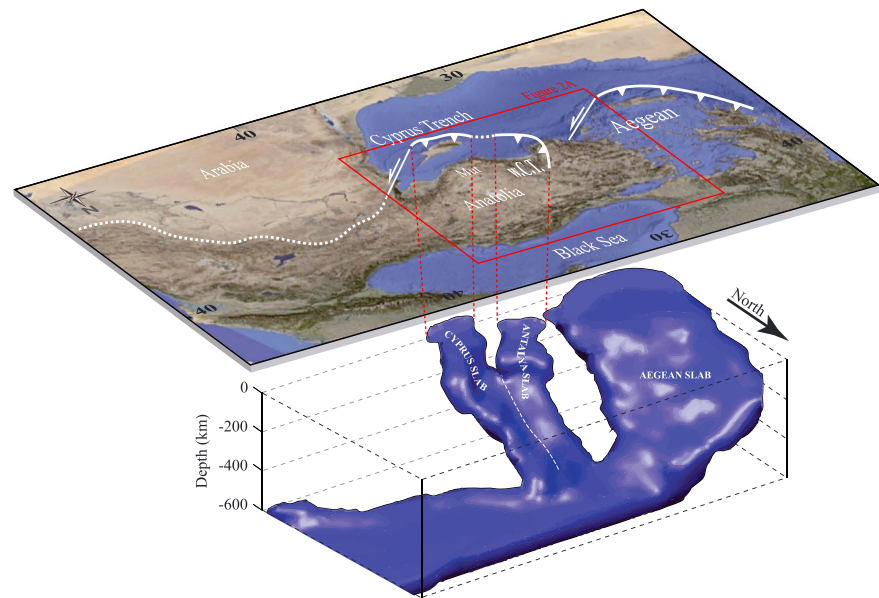 30
Figure 2A
40
Cyprus Trench
Aegean
Arabia
40
Mut
w.C.T.
Anatolia
N
Black Sea
30
40
40
North
CYPRUS SLAB
ANTALYA SLAB
AEGEAN SLAB
0
-200
-400
-600
Depth (km)